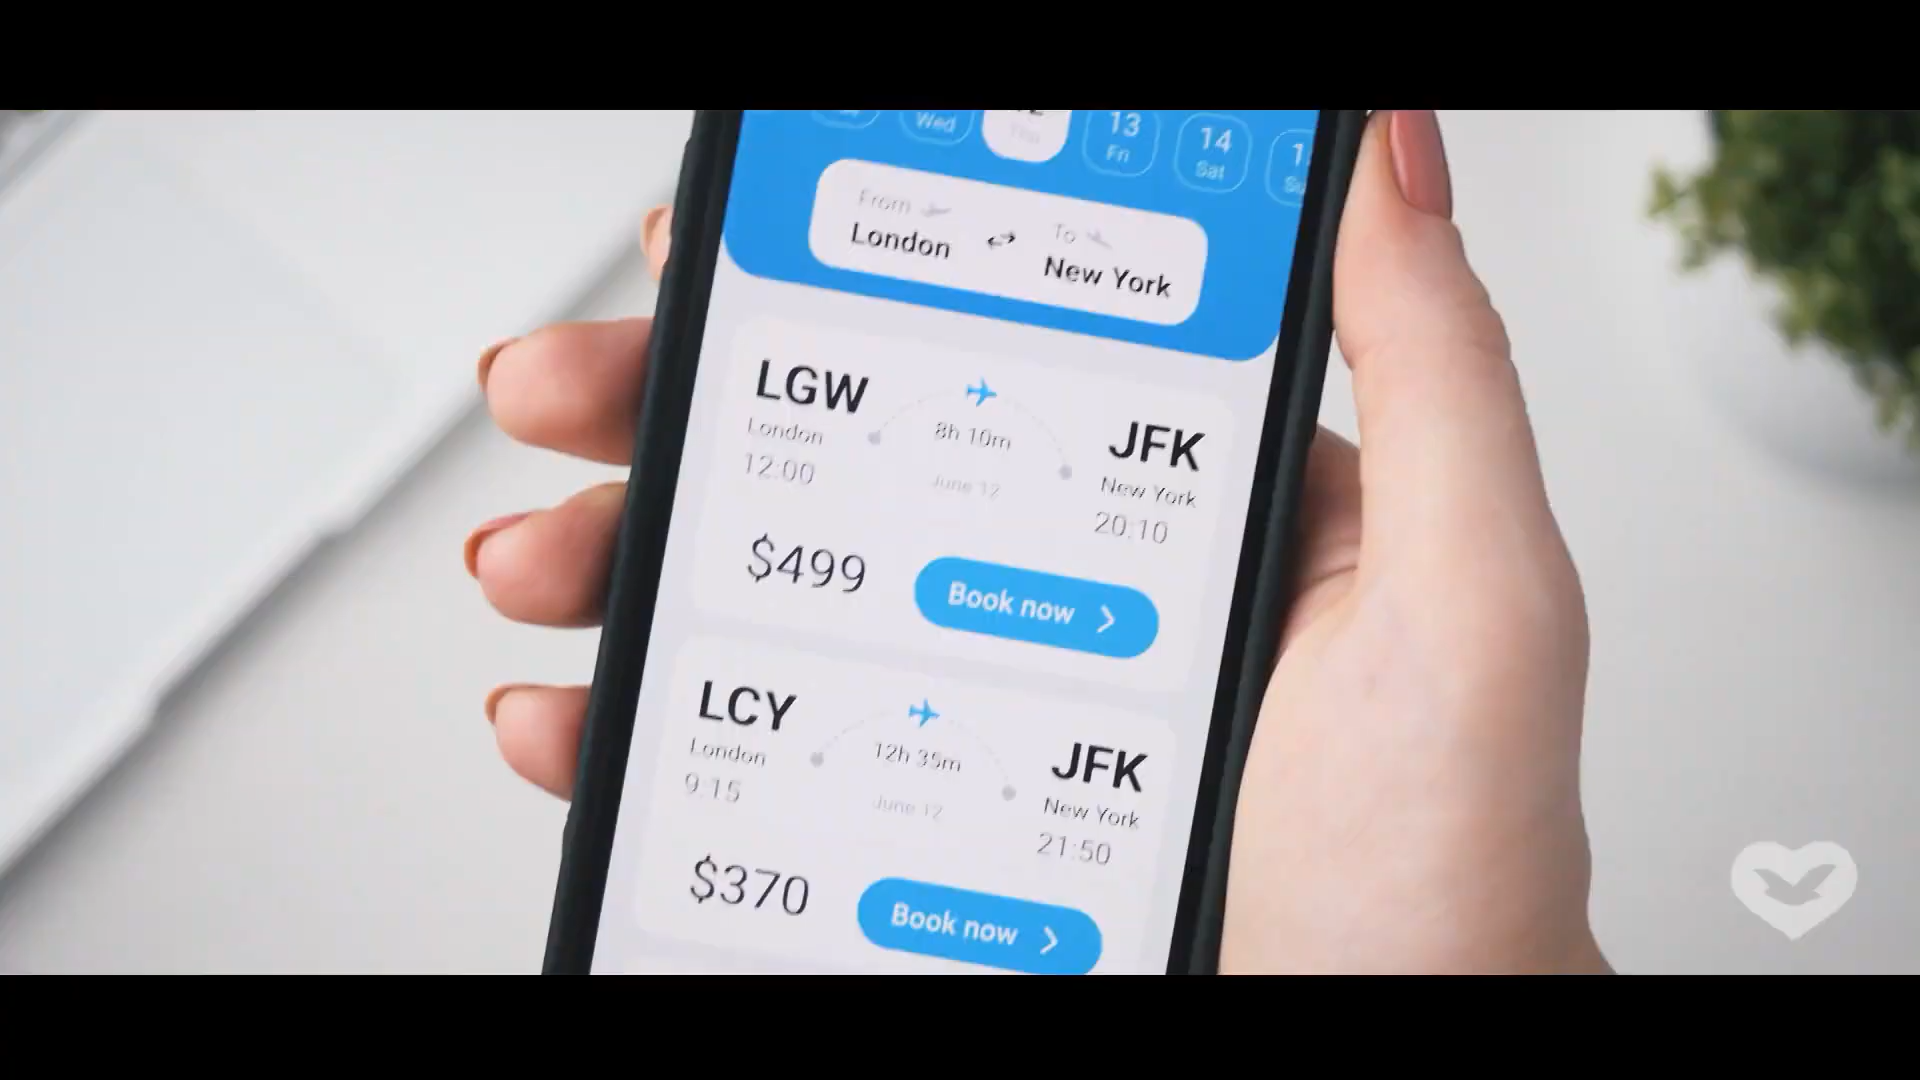 Wed
Thu
13
Fri
14
Sat
From
London
To
New York
LGW
London
12:00
8h 10m
June 12
JFK
New York
20:10
$499
Book now
LCY
London
9:15
12h 35m
June 12
JFK
New York
21:50
$370
Book now